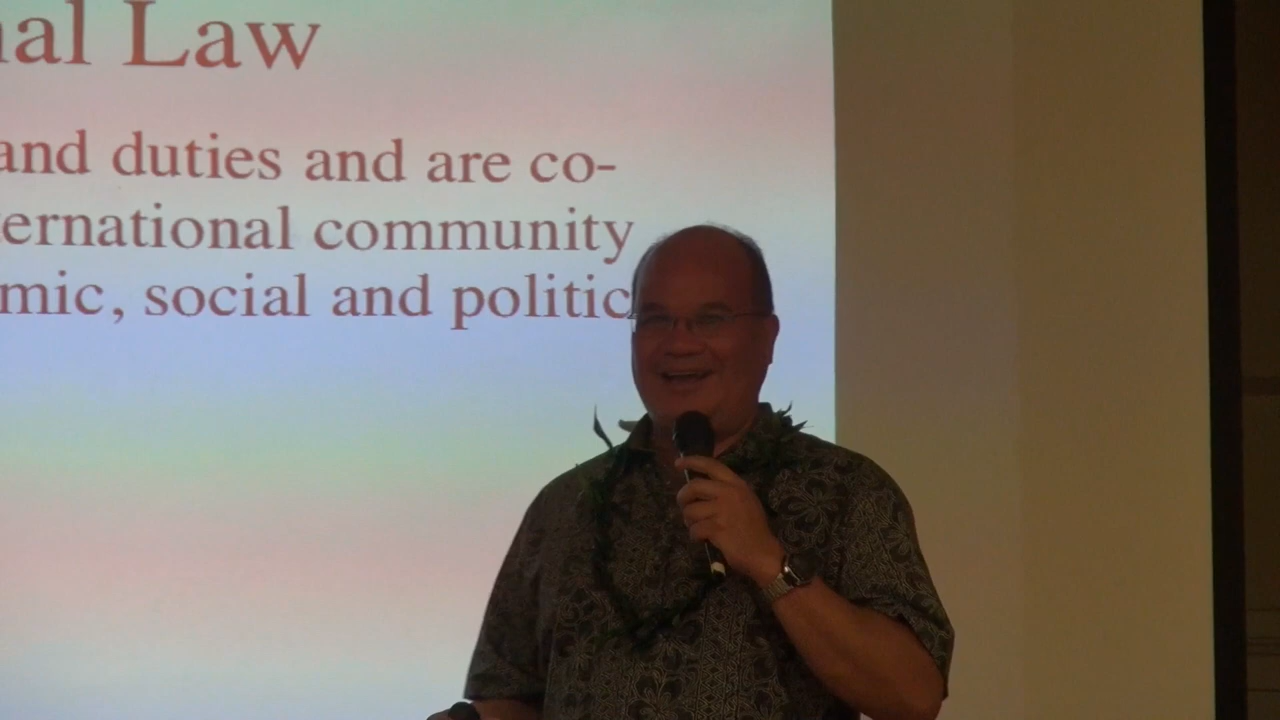 nal Law
and duties and are co-
ernational community
mic, social and politic